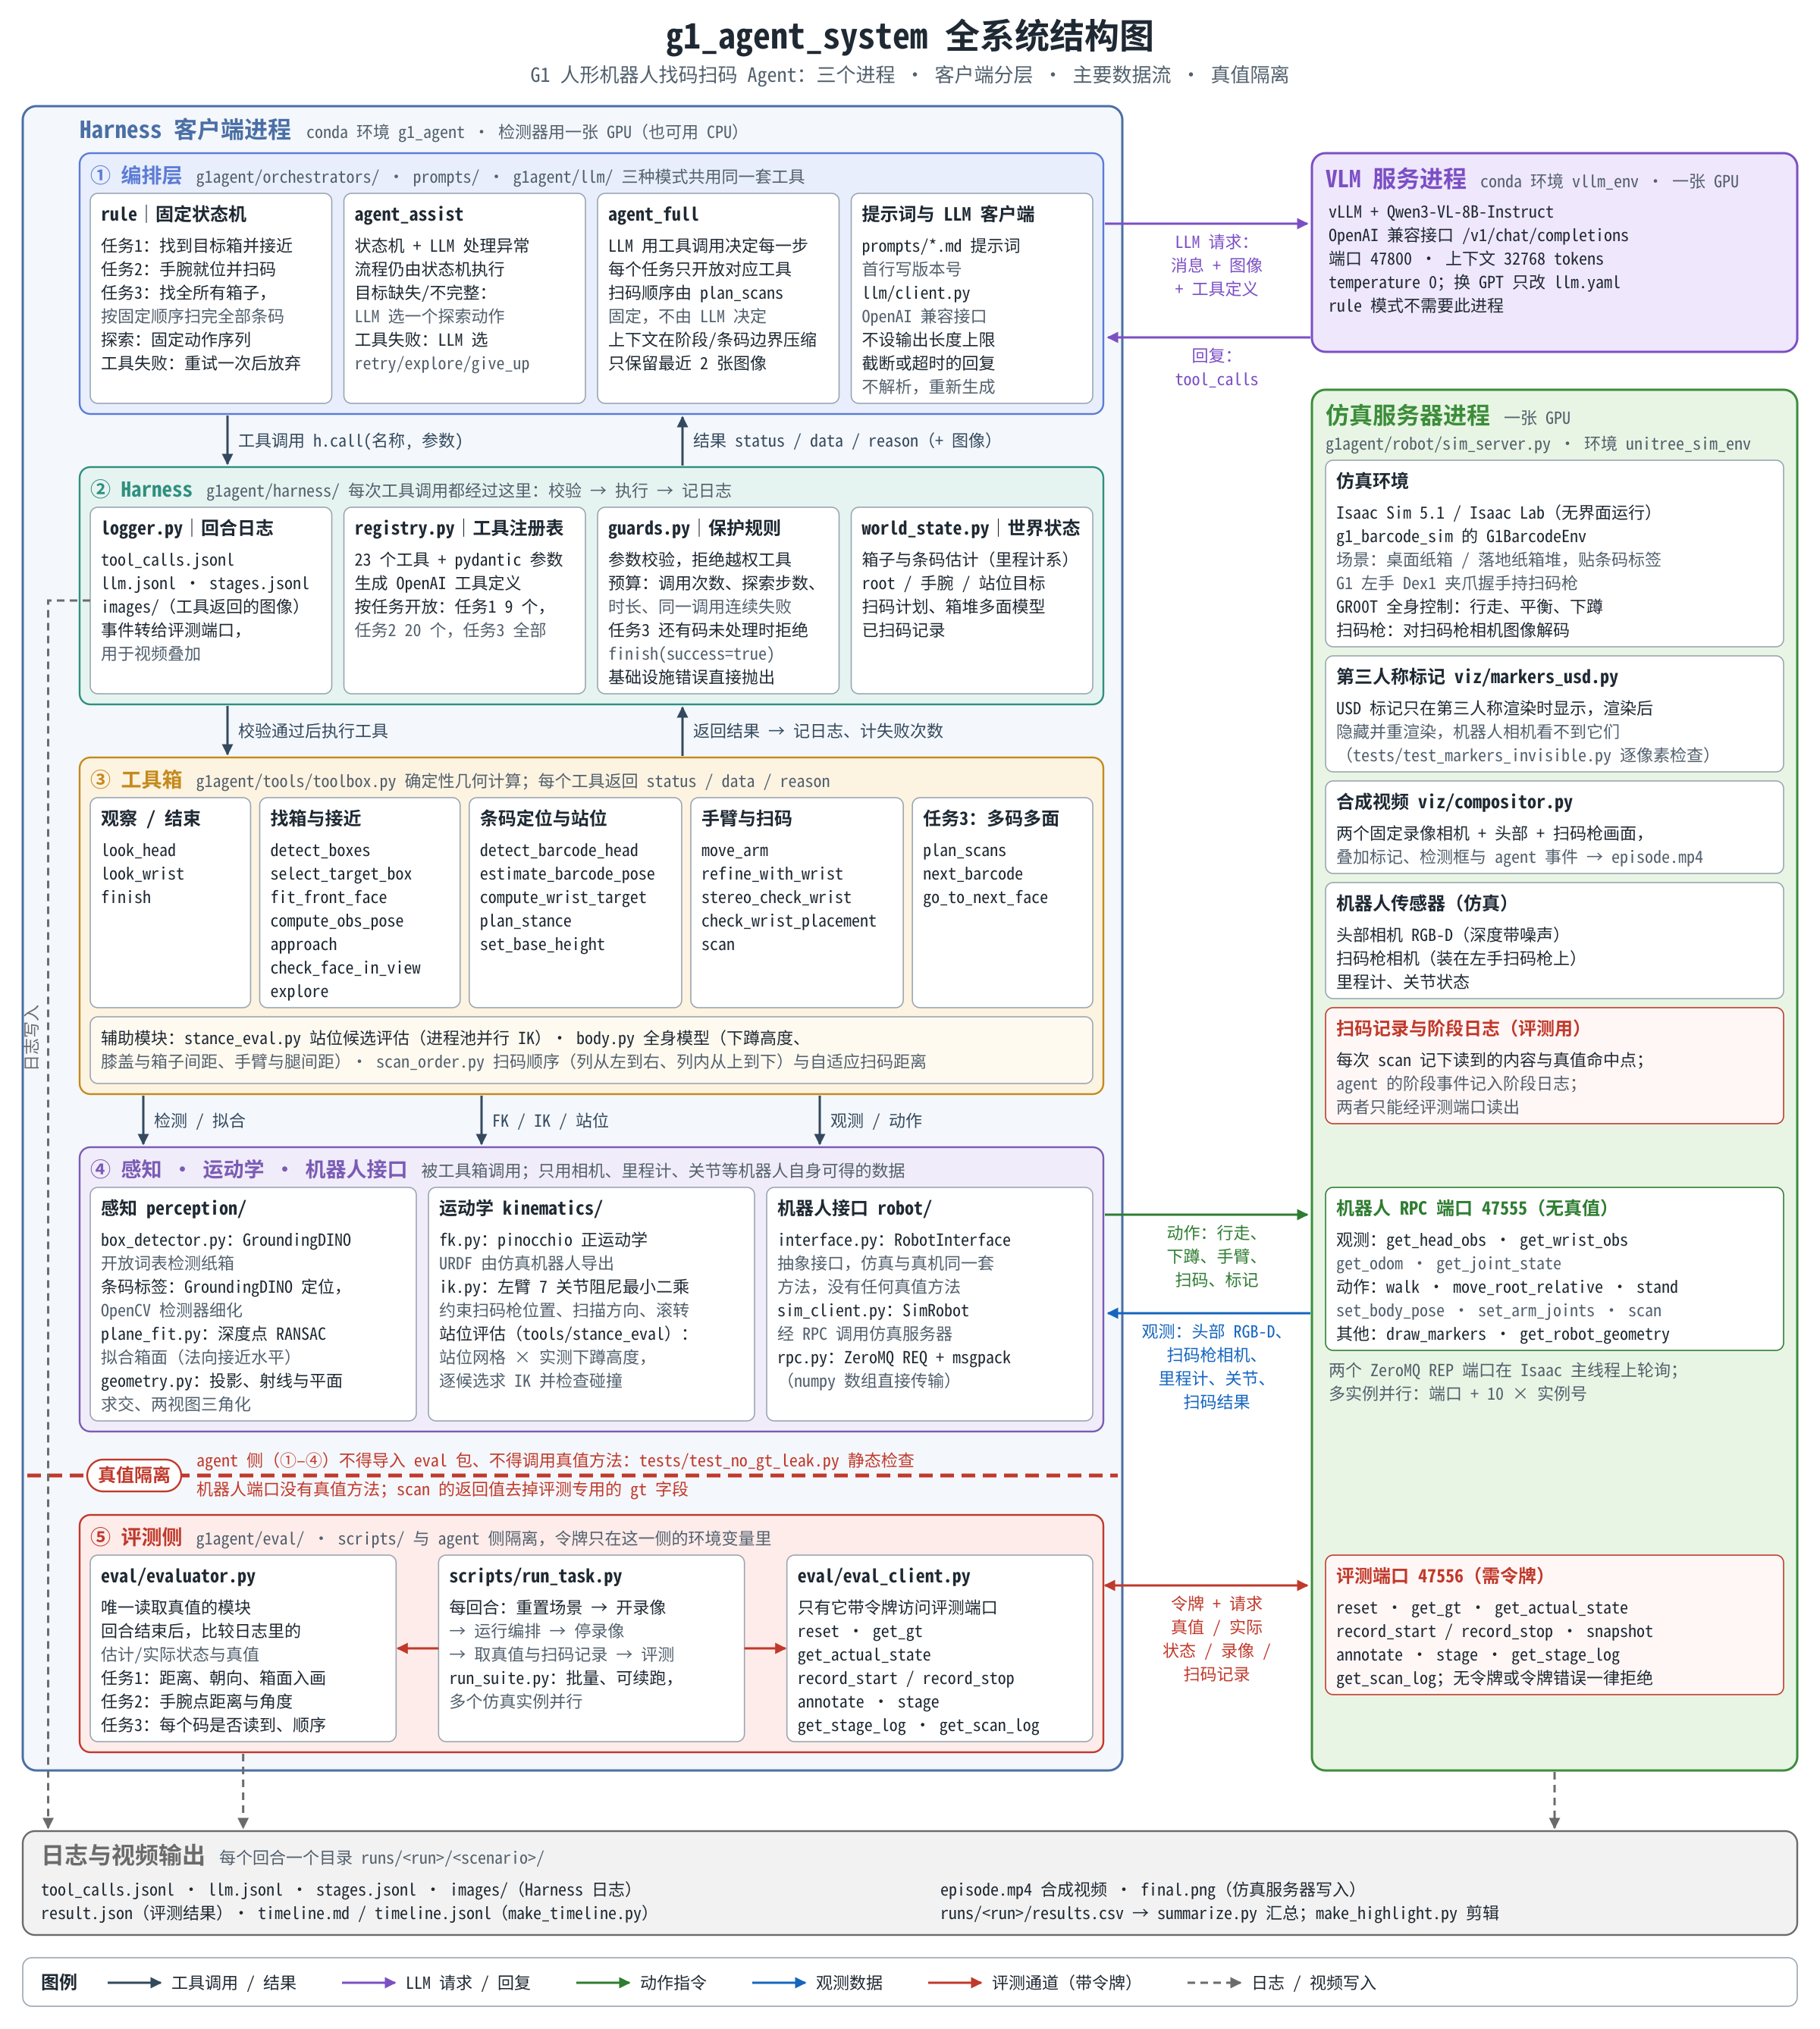 g1_agent_system 全系统结构图
G1 人形机器人找码扫码 Agent：三个进程 · 客户端分层 · 主要数据流 · 真值隔离
Harness 客户端进程 conda 环境 g1_agent · 检测器用一张 GPU（也可用 CPU）
① 编排层 g1agent/orchestrators/ · prompts/ · g1agent/llm/ 三种模式共用同一套工具
rule｜固定状态机
任务1：找到目标箱并接近
任务2：手腕就位并扫码
任务3：找全所有箱子，
按固定顺序扫完全部条码
探索：固定动作序列
工具失败：重试一次后放弃
agent_assist
状态机 + LLM 处理异常
流程仍由状态机执行
目标缺失/不完整：
LLM 选一个探索动作
工具失败：LLM 选
retry/explore/give_up
agent_full
LLM 用工具调用决定每一步
每个任务只开放对应工具
扫码顺序由 plan_scans
固定，不由 LLM 决定
上下文在阶段/条码边界压缩
只保留最近 2 张图像
提示词与 LLM 客户端
prompts/*.md 提示词
首行写版本号
llm/client.py
OpenAI 兼容接口
不设输出长度上限
截断或超时的回复
不解析，重新生成
LLM 请求：
消息 + 图像
+ 工具定义
回复：
tool_calls
VLM 服务进程 conda 环境 vllm_env · 一张 GPU
vLLM + Qwen3-VL-8B-Instruct
OpenAI 兼容接口 /v1/chat/completions
端口 47800 · 上下文 32768 tokens
temperature 0；换 GPT 只改 llm.yaml
rule 模式不需要此进程
工具调用 h.call(名称, 参数)
结果 status / data / reason（+ 图像）
② Harness g1agent/harness/ 每次工具调用都经过这里：校验 → 执行 → 记日志
logger.py｜回合日志
tool_calls.jsonl
llm.jsonl · stages.jsonl
images/（工具返回的图像）
事件转给评测端口，
用于视频叠加
registry.py｜工具注册表
23 个工具 + pydantic 参数
生成 OpenAI 工具定义
按任务开放：任务1 9 个，
任务2 20 个，任务3 全部
guards.py｜保护规则
参数校验，拒绝越权工具
预算：调用次数、探索步数、
时长、同一调用连续失败
任务3 还有码未处理时拒绝
finish(success=true)
基础设施错误直接抛出
world_state.py｜世界状态
箱子与条码估计（里程计系）
root / 手腕 / 站位目标
扫码计划、箱堆多面模型
已扫码记录
校验通过后执行工具
返回结果 → 记日志、计失败次数
③ 工具箱 g1agent/tools/toolbox.py 确定性几何计算；每个工具返回 status / data / reason
观察 / 结束
look_head
look_wrist
finish
找箱与接近
detect_boxes
select_target_box
fit_front_face
compute_obs_pose
approach
check_face_in_view
explore
条码定位与站位
detect_barcode_head
estimate_barcode_pose
compute_wrist_target
plan_stance
set_base_height
手臂与扫码
move_arm
refine_with_wrist
stereo_check_wrist
check_wrist_placement
scan
任务3：多码多面
plan_scans
next_barcode
go_to_next_face
辅助模块：stance_eval.py 站位候选评估（进程池并行 IK）· body.py 全身模型（下蹲高度、
膝盖与箱子间距、手臂与腿间距）· scan_order.py 扫码顺序（列从左到右、列内从上到下）与自适应扫码距离
日志写入
检测 / 拟合
FK / IK / 站位
观测 / 动作
④ 感知 · 运动学 · 机器人接口 被工具箱调用；只用相机、里程计、关节等机器人自身可得的数据
感知 perception/
box_detector.py：GroundingDINO
开放词表检测纸箱
条码标签：GroundingDINO 定位，
OpenCV 检测器细化
plane_fit.py：深度点 RANSAC
拟合箱面（法向接近水平）
geometry.py：投影、射线与平面
求交、两视图三角化
运动学 kinematics/
fk.py：pinocchio 正运动学
URDF 由仿真机器人导出
ik.py：左臂 7 关节阻尼最小二乘
约束扫码枪位置、扫描方向、滚转
站位评估（tools/stance_eval）：
站位网格 × 实测下蹲高度，
逐候选求 IK 并检查碰撞
机器人接口 robot/
interface.py：RobotInterface
抽象接口，仿真与真机同一套
方法，没有任何真值方法
sim_client.py：SimRobot
经 RPC 调用仿真服务器
rpc.py：ZeroMQ REQ + msgpack
（numpy 数组直接传输）
动作：行走、
下蹲、手臂、
扫码、标记
观测：头部 RGB-D、
扫码枪相机、
里程计、关节、
扫码结果
仿真服务器进程 一张 GPU
g1agent/robot/sim_server.py · 环境 unitree_sim_env
仿真环境
Isaac Sim 5.1 / Isaac Lab（无界面运行）
g1_barcode_sim 的 G1BarcodeEnv
场景：桌面纸箱 / 落地纸箱堆，贴条码标签
G1 左手 Dex1 夹爪握手持扫码枪
GROOT 全身控制：行走、平衡、下蹲
扫码枪：对扫码枪相机图像解码
第三人称标记 viz/markers_usd.py
USD 标记只在第三人称渲染时显示，渲染后
隐藏并重渲染，机器人相机看不到它们
（tests/test_markers_invisible.py 逐像素检查）
合成视频 viz/compositor.py
两个固定录像相机 + 头部 + 扫码枪画面，
叠加标记、检测框与 agent 事件 → episode.mp4
机器人传感器（仿真）
头部相机 RGB-D（深度带噪声）
扫码枪相机（装在左手扫码枪上）
里程计、关节状态
扫码记录与阶段日志（评测用）
每次 scan 记下读到的内容与真值命中点；
agent 的阶段事件记入阶段日志；
两者只能经评测端口读出
机器人 RPC 端口 47555（无真值）
观测：get_head_obs · get_wrist_obs
get_odom · get_joint_state
动作：walk · move_root_relative · stand
set_body_pose · set_arm_joints · scan
其他：draw_markers · get_robot_geometry
两个 ZeroMQ REP 端口在 Isaac 主线程上轮询；
多实例并行：端口 + 10 × 实例号
真值隔离
agent 侧（①–④）不得导入 eval 包、不得调用真值方法：tests/test_no_gt_leak.py 静态检查
机器人端口没有真值方法；scan 的返回值去掉评测专用的 gt 字段
⑤ 评测侧 g1agent/eval/ · scripts/ 与 agent 侧隔离，令牌只在这一侧的环境变量里
eval/evaluator.py
唯一读取真值的模块
回合结束后，比较日志里的
估计/实际状态与真值
任务1：距离、朝向、箱面入画
任务2：手腕点距离与角度
任务3：每个码是否读到、顺序
scripts/run_task.py
每回合：重置场景 → 开录像
→ 运行编排 → 停录像
→ 取真值与扫码记录 → 评测
run_suite.py：批量、可续跑，
多个仿真实例并行
eval/eval_client.py
只有它带令牌访问评测端口
reset · get_gt
get_actual_state
record_start / record_stop
annotate · stage
get_stage_log · get_scan_log
令牌 + 请求
真值 / 实际
状态 / 录像 /
扫码记录
评测端口 47556（需令牌）
reset · get_gt · get_actual_state
record_start / record_stop · snapshot
annotate · stage · get_stage_log
get_scan_log；无令牌或令牌错误一律拒绝
日志与视频输出 每个回合一个目录 runs/<run>/<scenario>/
tool_calls.jsonl · llm.jsonl · stages.jsonl · images/（Harness 日志）
result.json（评测结果）· timeline.md / timeline.jsonl（make_timeline.py）
episode.mp4 合成视频 · final.png（仿真服务器写入）
runs/<run>/results.csv → summarize.py 汇总；make_highlight.py 剪辑
图例 工具调用 / 结果 LLM 请求 / 回复 动作指令 观测数据 评测通道（带令牌） 日志 / 视频写入